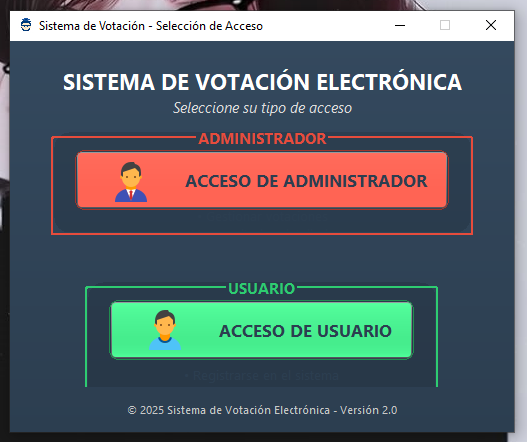 Sistema de Votación - Selección de Acceso
SISTEMA DE VOTACIÓN ELECTRÓNICA
Seleccione su tipo de acceso
ADMINISTRADOR
ACCESO DE ADMINISTRADOR
USUARIO
ACCESO DE USUARIO
© 2025 Sistema de Votación Electrónica - Versión 2.0